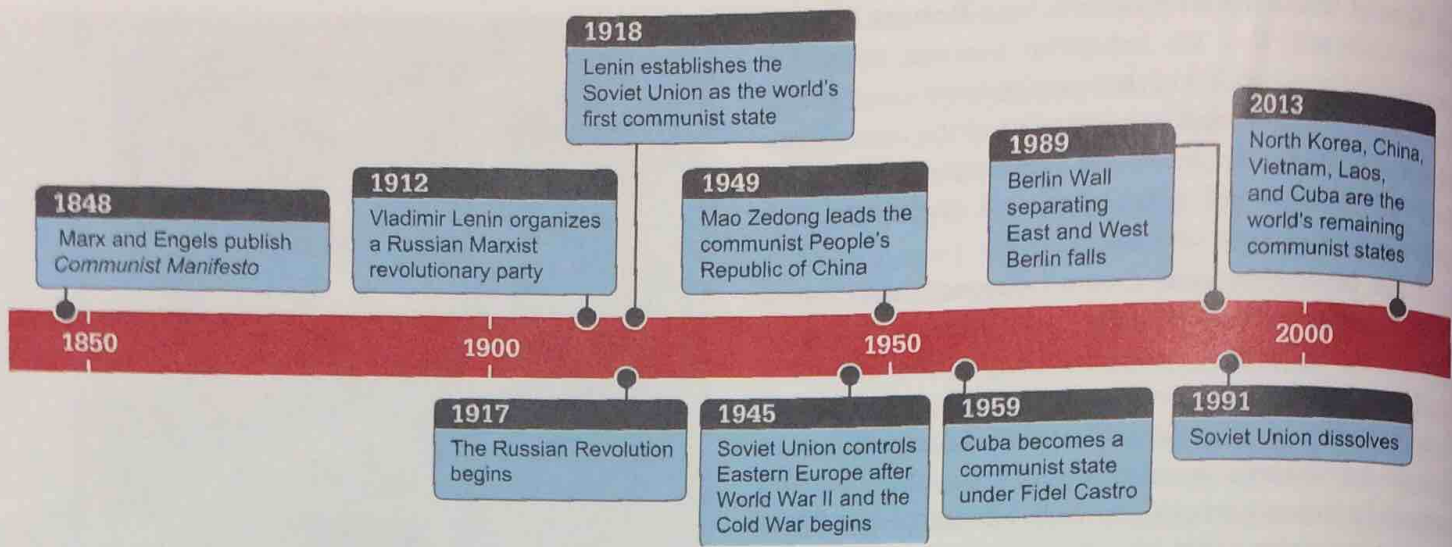 1918
Lenin establishes the
Soviet Union as the world's
first communist state
2013
North Korea, China,
Vietnam, Laos,
and Cuba are the
world's remaining
communist states
1989
Berlin Wall
separating
East and West
Berlin falls
1912
Vladimir Lenin organizes
a Russian Marxist
revolutionary party
1949
Mao Zedong leads the
communist People's
Republic of China
1848
Marx and Engels publish
Communist Manifesto
1850
1900
1950
2000
1917
The Russian Revolution
begins
1945
Soviet Union controls
Eastern Europe after
World War II and the
Cold War begins
1959
Cuba becomes a
communist state
under Fidel Castro
1991
Soviet Union dissolves